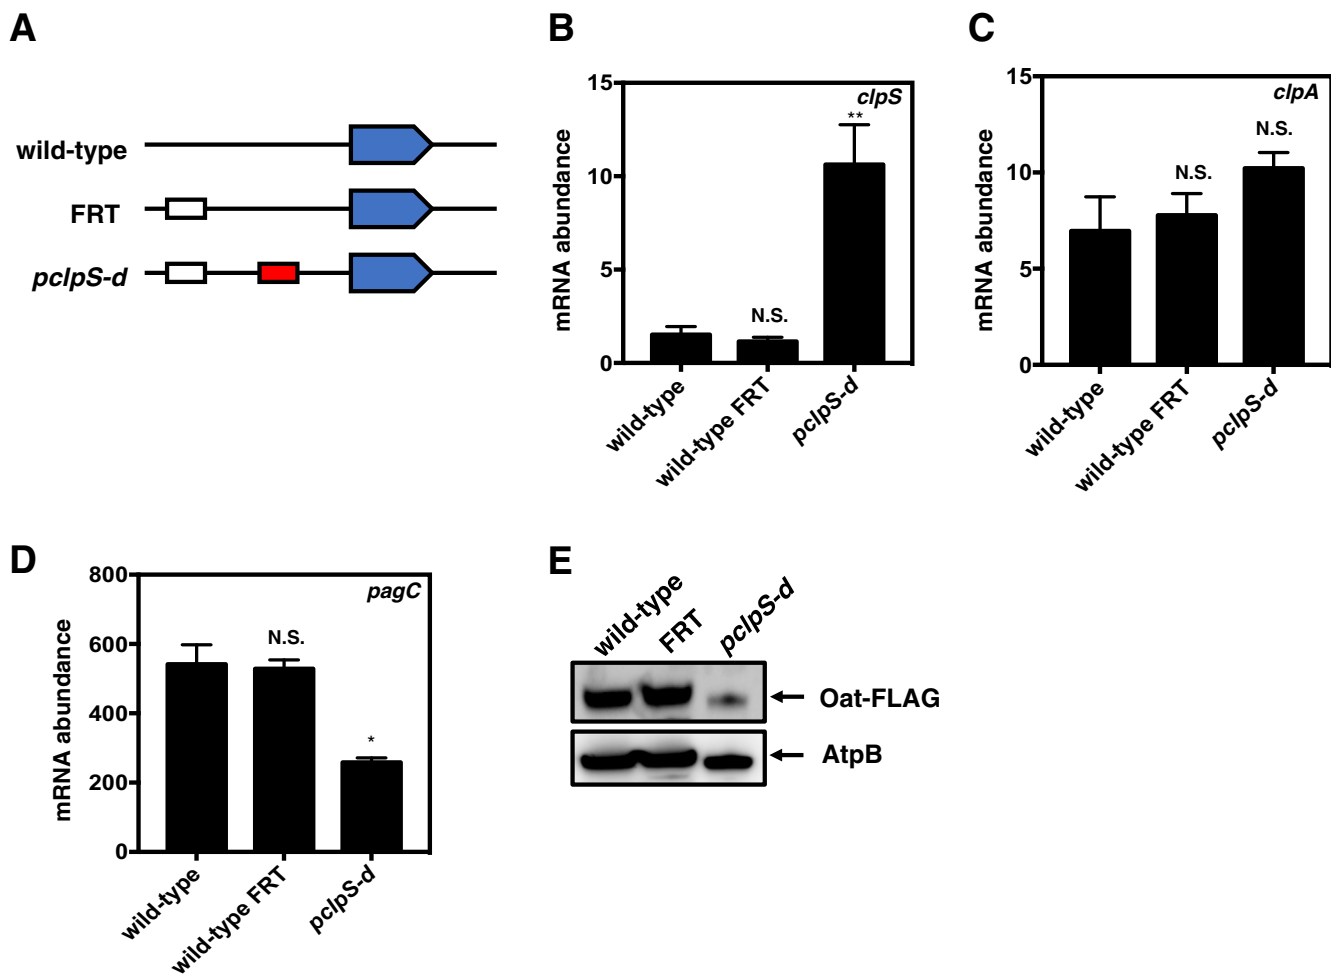 A
wild-type
FRT
pclpS-d
B
clpS
mRNA abundance
15
10
5
0
N.S.
**
wild-type
wild-type FRT
pclpS-d
C
clpA
mRNA abundance
15
10
5
0
N.S.
N.S.
wild-type
wild-type FRT
pclpS-d
D
pagC
mRNA abundance
800
600
400
200
0
N.S.
*
wild-type
wild-type FRT
pclpS-d
E
wild-type
FRT
pclpS-d
Oat-FLAG
AtpB